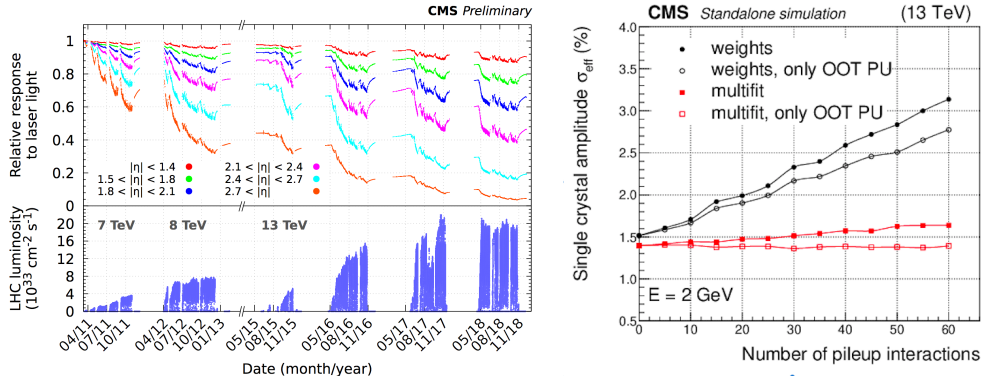 CMS Preliminary
Relative response
to laser light
1
0.8
0.6
0.4
0.2
0
|η| < 1.4
1.5 < |η| < 1.8
1.8 < |η| < 2.1
2.1 < |η| < 2.4
2.4 < |η| < 2.7
2.7 < |η|
LHC luminosity
(10³³ cm⁻² s⁻¹)
20
16
12
8
4
0
7 TeV
8 TeV
13 TeV
04/11
07/11
10/11
04/12
07/12
10/12
01/13
05/15
08/15
11/15
05/16
08/16
11/16
05/17
08/17
11/17
05/18
08/18
11/18
Date (month/year)
CMS Standalone simulation (13 TeV)
Single crystal amplitude σeff (%)
4.0
3.5
3.0
2.5
2.0
1.5
1.0
0.5
weights
weights, only OOT PU
multifit
multifit, only OOT PU
E = 2 GeV
0
10
20
30
40
50
60
Number of pileup interactions